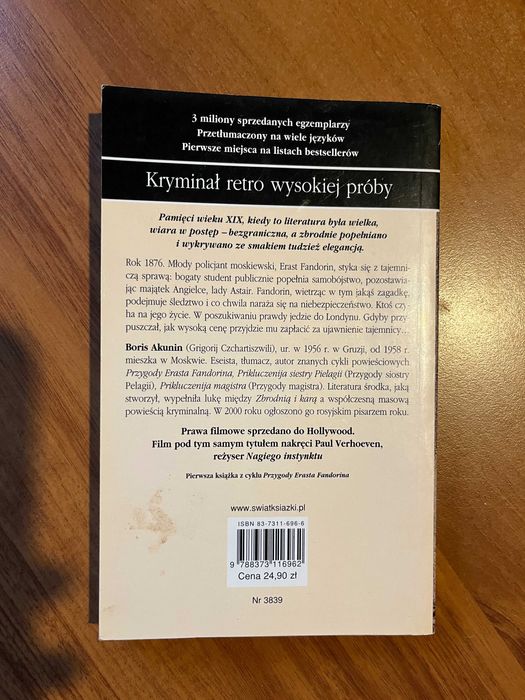 3 miliony sprzedanych egzemplarzy
Przetłumaczony na wiele języków
Pierwsze miejsca na listach bestsellerów
Kryminał retro wysokiej próby
Pamięci wieku XIX, kiedy to literatura była wielka,
wiara w postęp – bezgraniczna, a zbrodnie popełniano
i wykrywano ze smakiem tudzież elegancją.
Rok 1876. Młody policjant moskiewski, Erast Fandorin, styka się z tajemni-
czą sprawą: bogaty student publicznie popełnia samobójstwo, pozostawia-
jąc majątek Angielce, lady Astair. Fandorin, wietrząc w tym jakąś zagadkę,
podejmuje śledztwo i co chwila naraża się na niebezpieczeństwo. Ktoś czy-
ha na jego życie. W poszukiwaniu prawdy jedzie do Londynu. Gdyby przy-
puszczał, jak wysoką cenę przyjdzie mu zapłacić za ujawnienie tajemnicy...
Boris Akunin (Grigorij Czchartiszwili), ur. w 1956 r. w Gruzji, od 1958 r.
mieszka w Moskwie. Eseista, tłumacz, autor znanych cykli powieściowych:
Przygody Erasta Fandorina, Prikluczenija siestry Pielagii (Przygody siostry
Pelagii), Prikluczenija magistra (Przygody magistra). Literatura środka, jaką
stworzył, wypełniła lukę między Zbrodnią i karą a współczesną masową
powieścią kryminalną. W 2000 roku ogłoszono go rosyjskim pisarzem roku.
Prawa filmowe sprzedano do Hollywood.
Film pod tym samym tytułem nakręci Paul Verhoeven,
reżyser Nagiego instynktu
Pierwsza książka z cyklu Przygody Erasta Fandorina
www.swiatksiazki.pl
ISBN 83-7311-696-6
9 788373 116962
Cena 24,90 zł
Nr 3839